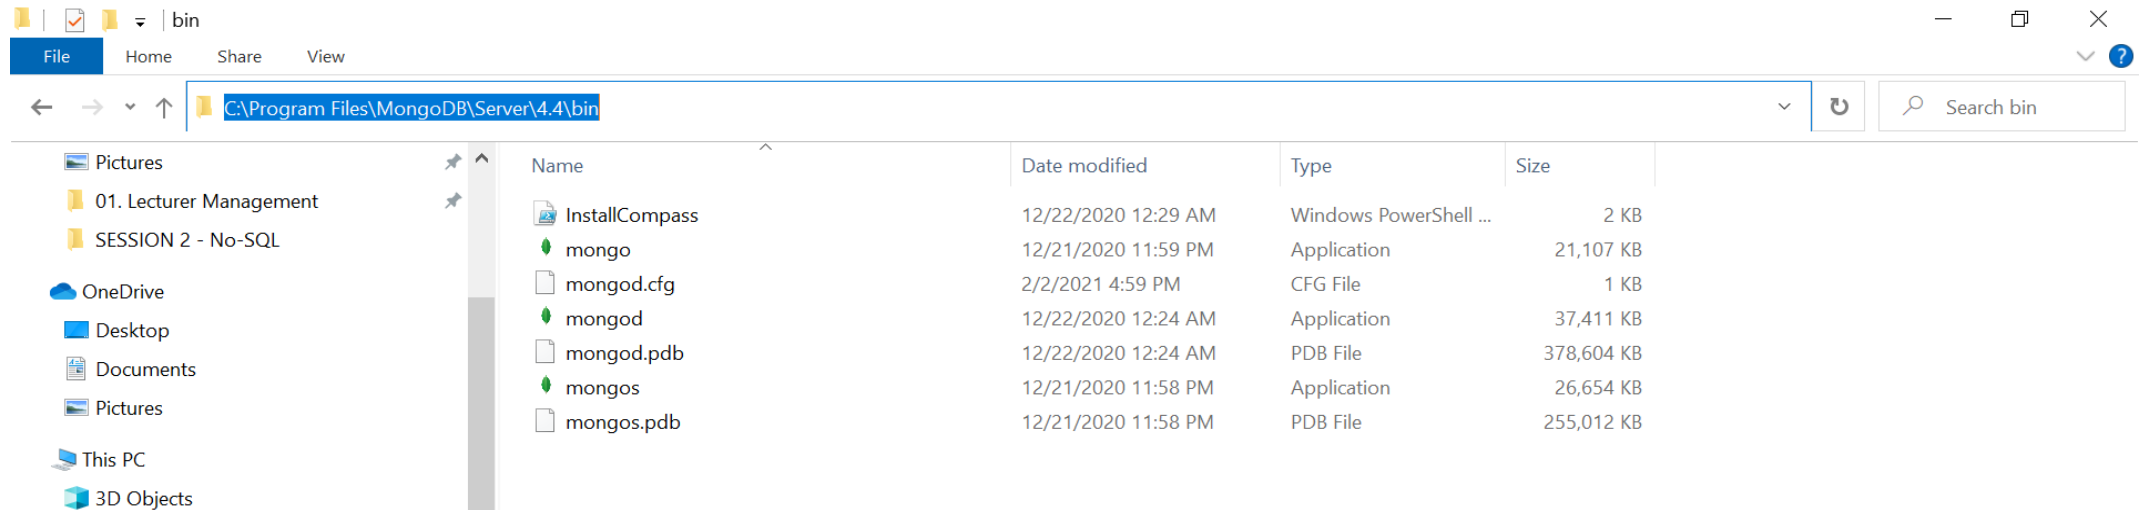 bin
File Home Share View
C:\Program Files\MongoDB\Server\4.4\bin
Search bin
Pictures
01. Lecturer Management
SESSION 2 - No-SQL
OneDrive
Desktop
Documents
Pictures
This PC
3D Objects
Name Date modified Type Size
InstallCompass 12/22/2020 12:29 AM Windows PowerShell ... 2 KB
mongo 12/21/2020 11:59 PM Application 21,107 KB
mongod.cfg 2/2/2021 4:59 PM CFG File 1 KB
mongod 12/22/2020 12:24 AM Application 37,411 KB
mongod.pdb 12/22/2020 12:24 AM PDB File 378,604 KB
mongos 12/21/2020 11:58 PM Application 26,654 KB
mongos.pdb 12/21/2020 11:58 PM PDB File 255,012 KB